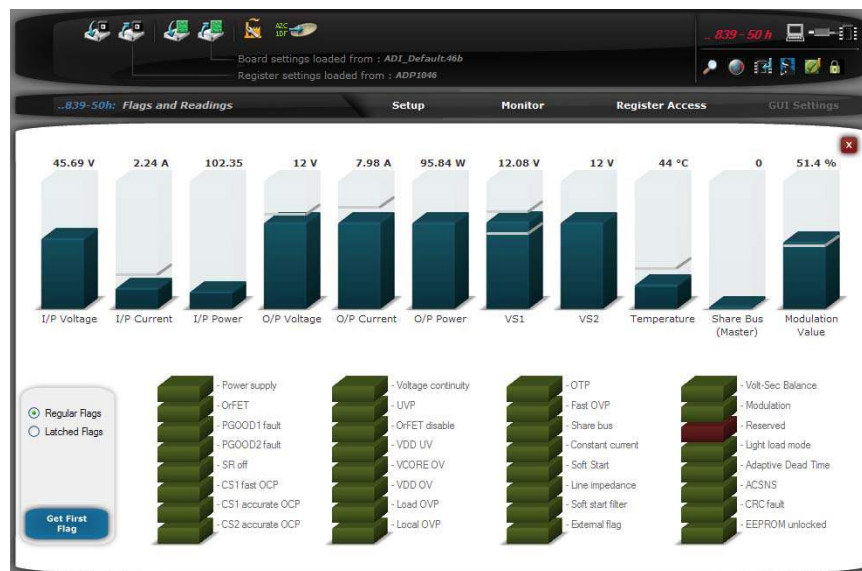 A2C
10F
.. 839 - 50 h
Board settings loaded from : ADI_Default.46b
Register settings loaded from : ADP1046
..839-50h: Flags and Readings
Setup
Monitor
Register Access
GUI Settings
x
45.69 V 2.24 A 102.35 12 V 7.98 A 95.84 W 12.08 V 12 V 44 °C 0 51.4 %
I/P Voltage I/P Current I/P Power O/P Voltage O/P Current O/P Power VS1 VS2 Temperature Share Bus (Master) Modulation Value
Regular Flags
Latched Flags
Get First
Flag
- Power supply
- OrFET
- PGOOD1 fault
- PGOOD2 fault
- SR off
- CS1 fast OCP
- CS1 accurate OCP
- CS2 accurate OCP
- Voltage continuity
- UVP
- OrFET disable
- VDD UV
- VCORE OV
- VDD OV
- Load OVP
- Local OVP
- OTP
- Fast OVP
- Share bus
- Constant current
- Soft Start
- Line impedance
- Soft start filter
- External flag
- Volt-Sec Balance
- Modulation
- Reserved
- Light load mode
- Adaptive Dead Time
- ACSNS
- CRC fault
- EEPROM unlocked